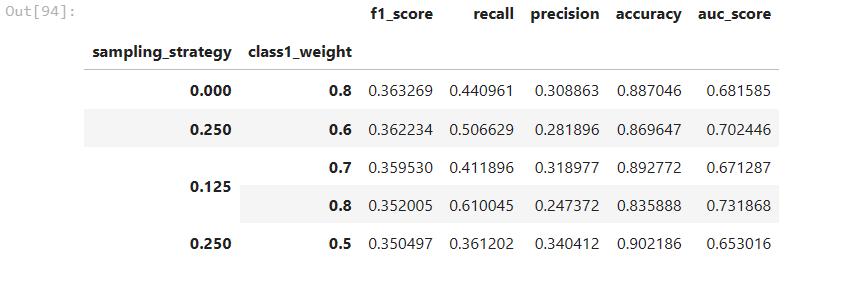 Out[94]:
f1_score recall precision accuracy auc_score
sampling_strategy class1_weight
0.000 0.8 0.363269 0.440961 0.308863 0.887046 0.681585
0.250 0.6 0.362234 0.506629 0.281896 0.869647 0.702446
0.125 0.7 0.359530 0.411896 0.318977 0.892772 0.671287
0.8 0.352005 0.610045 0.247372 0.835888 0.731868
0.250 0.5 0.350497 0.361202 0.340412 0.902186 0.653016